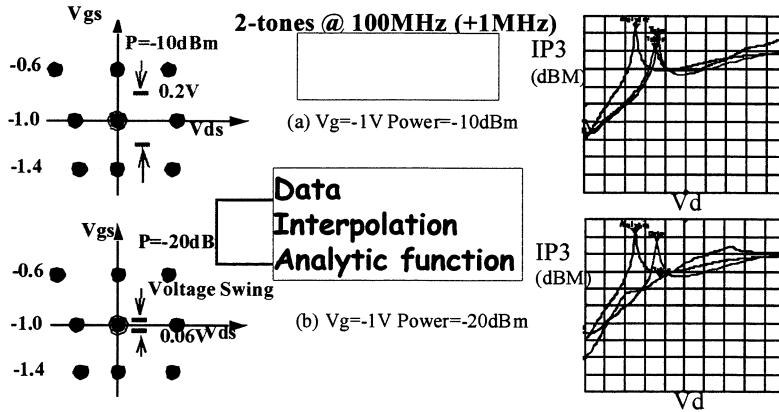 2-tones @ 100MHz (+1MHz)
Vgs
P=-10dBm
-0.6
0.2V
-1.0
Vds
-1.4
(a) Vg=-1V Power=-10dBm
IP3
(dBM)
Vd
Data
Interpolation
Analytic function
Vgs
P=-20dB
-0.6
Voltage Swing
-1.0
Vds
0.06V
-1.4
(b) Vg=-1V Power=-20dBm
IP3
(dBM)
Vd